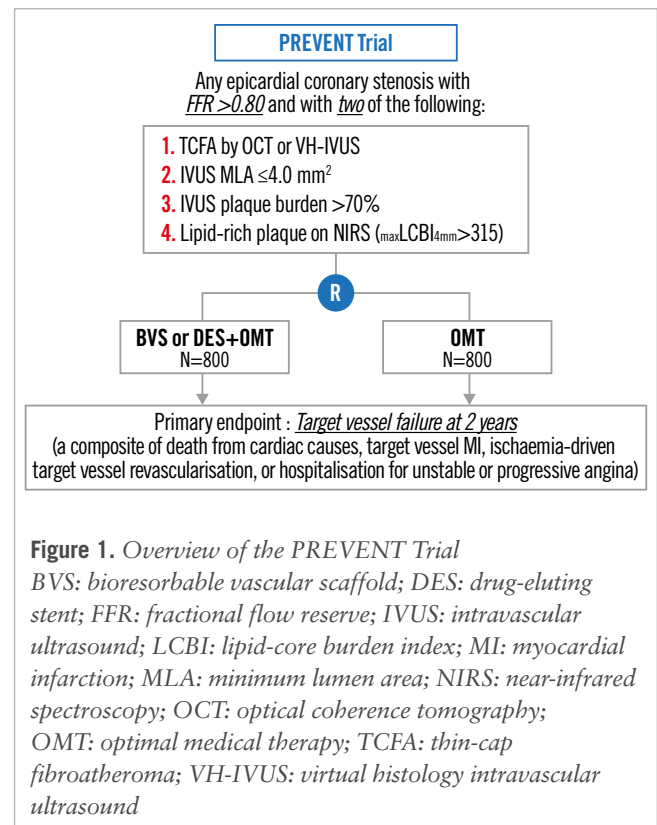 PREVENT Trial
Any epicardial coronary stenosis with
FFR >0.80 and with two of the following:
1. TCFA by OCT or VH-IVUS
2. IVUS MLA ≤4.0 mm²
3. IVUS plaque burden >70%
4. Lipid-rich plaque on NIRS (maxLCBI4mm>315)
R
BVS or DES+OMT
N=800
OMT
N=800
Primary endpoint : Target vessel failure at 2 years
(a composite of death from cardiac causes, target vessel MI, ischaemia-driven
target vessel revascularisation, or hospitalisation for unstable or progressive angina)
Figure 1. Overview of the PREVENT Trial
BVS: bioresorbable vascular scaffold; DES: drug-eluting
stent; FFR: fractional flow reserve; IVUS: intravascular
ultrasound; LCBI: lipid-core burden index; MI: myocardial
infarction; MLA: minimum lumen area; NIRS: near-infrared
spectroscopy; OCT: optical coherence tomography;
OMT: optimal medical therapy; TCFA: thin-cap
fibroatheroma; VH-IVUS: virtual histology intravascular
ultrasound